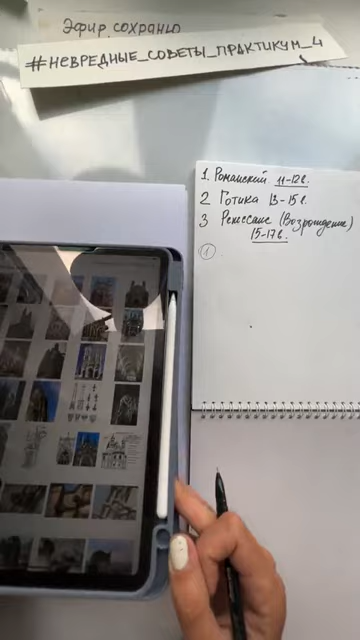 Эфир сохраню
#НЕВРЕДНЫЕ_СОВЕТЫ_ПРАКТИКУМ_4
1. Романский 11-12в.
2 Готика 13-15в.
3 Ренессанс (Возрождение)
15-17в.
1